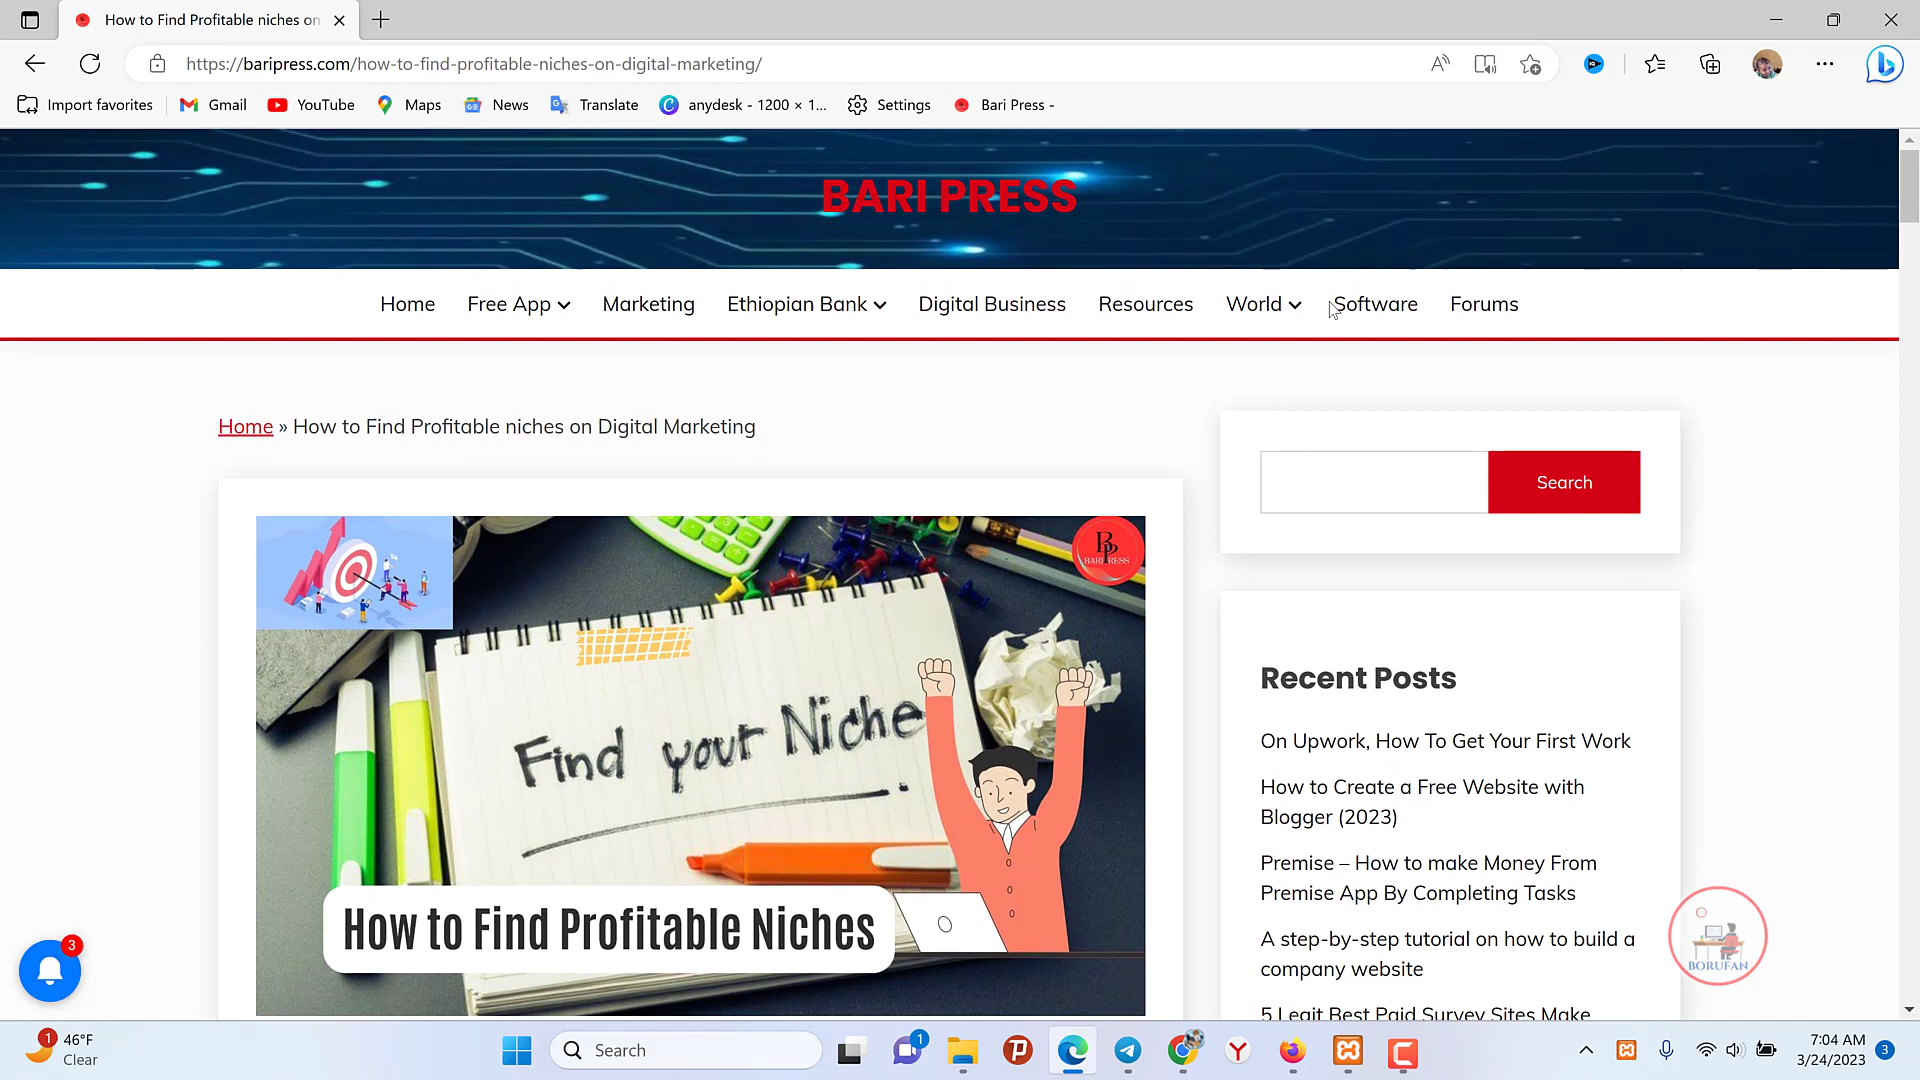 How to Find Profitable niches on
https://baripress.com/how-to-find-profitable-niches-on-digital-marketing/
Import favorites
Gmail
YouTube
Maps
News
Translate
anydesk - 1200 × 1...
Settings
Bari Press -
BARI PRESS
Home
Free App
Marketing
Ethiopian Bank
Digital Business
Resources
World
Software
Forums
Home » How to Find Profitable niches on Digital Marketing
Search
BP
BARI PRESS
Find your Niche
How to Find Profitable Niches
Recent Posts
On Upwork, How To Get Your First Work
How to Create a Free Website with
Blogger (2023)
Premise – How to make Money From
Premise App By Completing Tasks
A step-by-step tutorial on how to build a
company website
5 Legit Best Paid Survey Sites Make
BORUFAN
3
1
46°F
Clear
Search
1
7:04 AM
3/24/2023
3